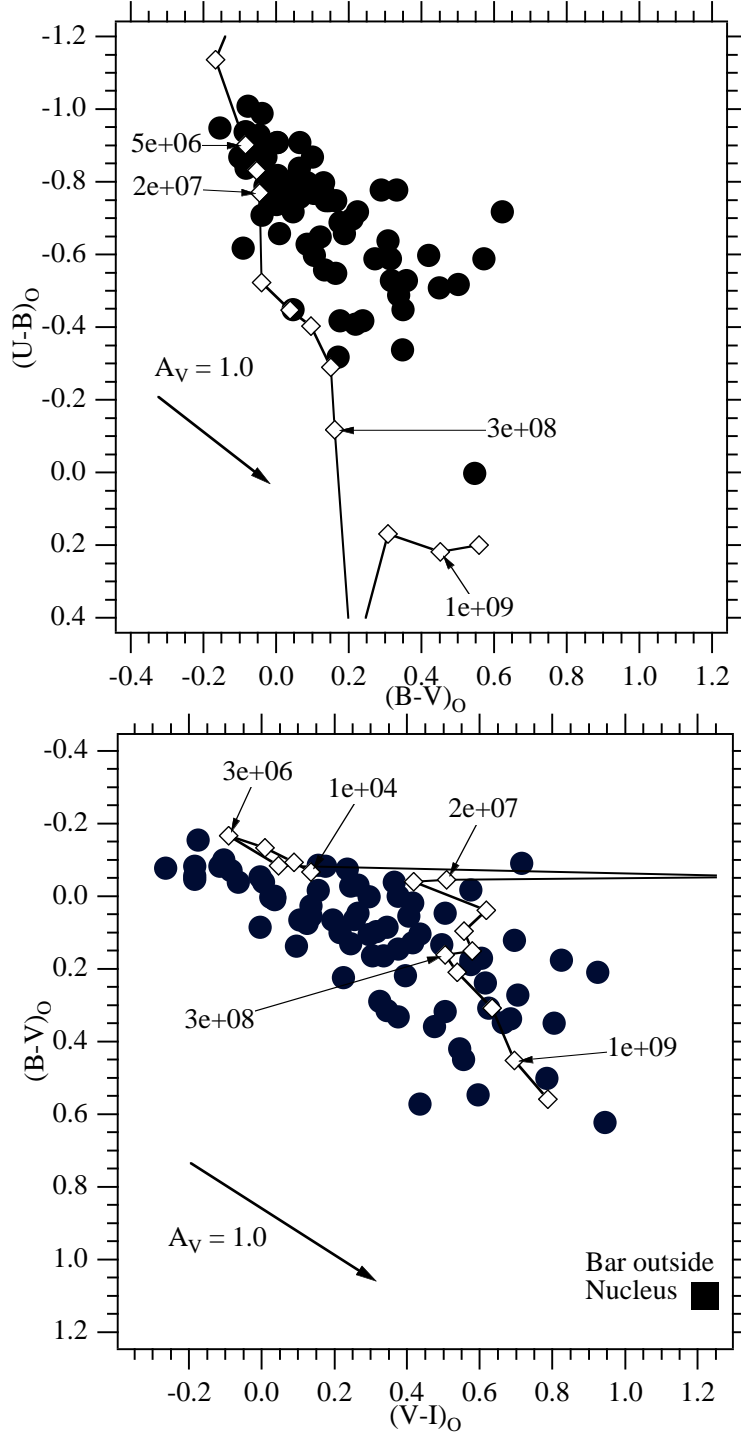 -1.2
-1.0
-0.8
-0.6
-0.4
-0.2
0.0
0.2
0.4
(U-B)O
5e+06
2e+07
AV = 1.0
3e+08
1e+09
-0.4 -0.2 0.0 0.2 0.4 0.6 0.8 1.0 1.2
(B-V)O
-0.4
-0.2
0.0
0.2
0.4
0.6
0.8
1.0
1.2
(B-V)O
3e+06
1e+04
2e+07
3e+08
1e+09
AV = 1.0
Bar outside
Nucleus
-0.2 0.0 0.2 0.4 0.6 0.8 1.0 1.2
(V-I)O